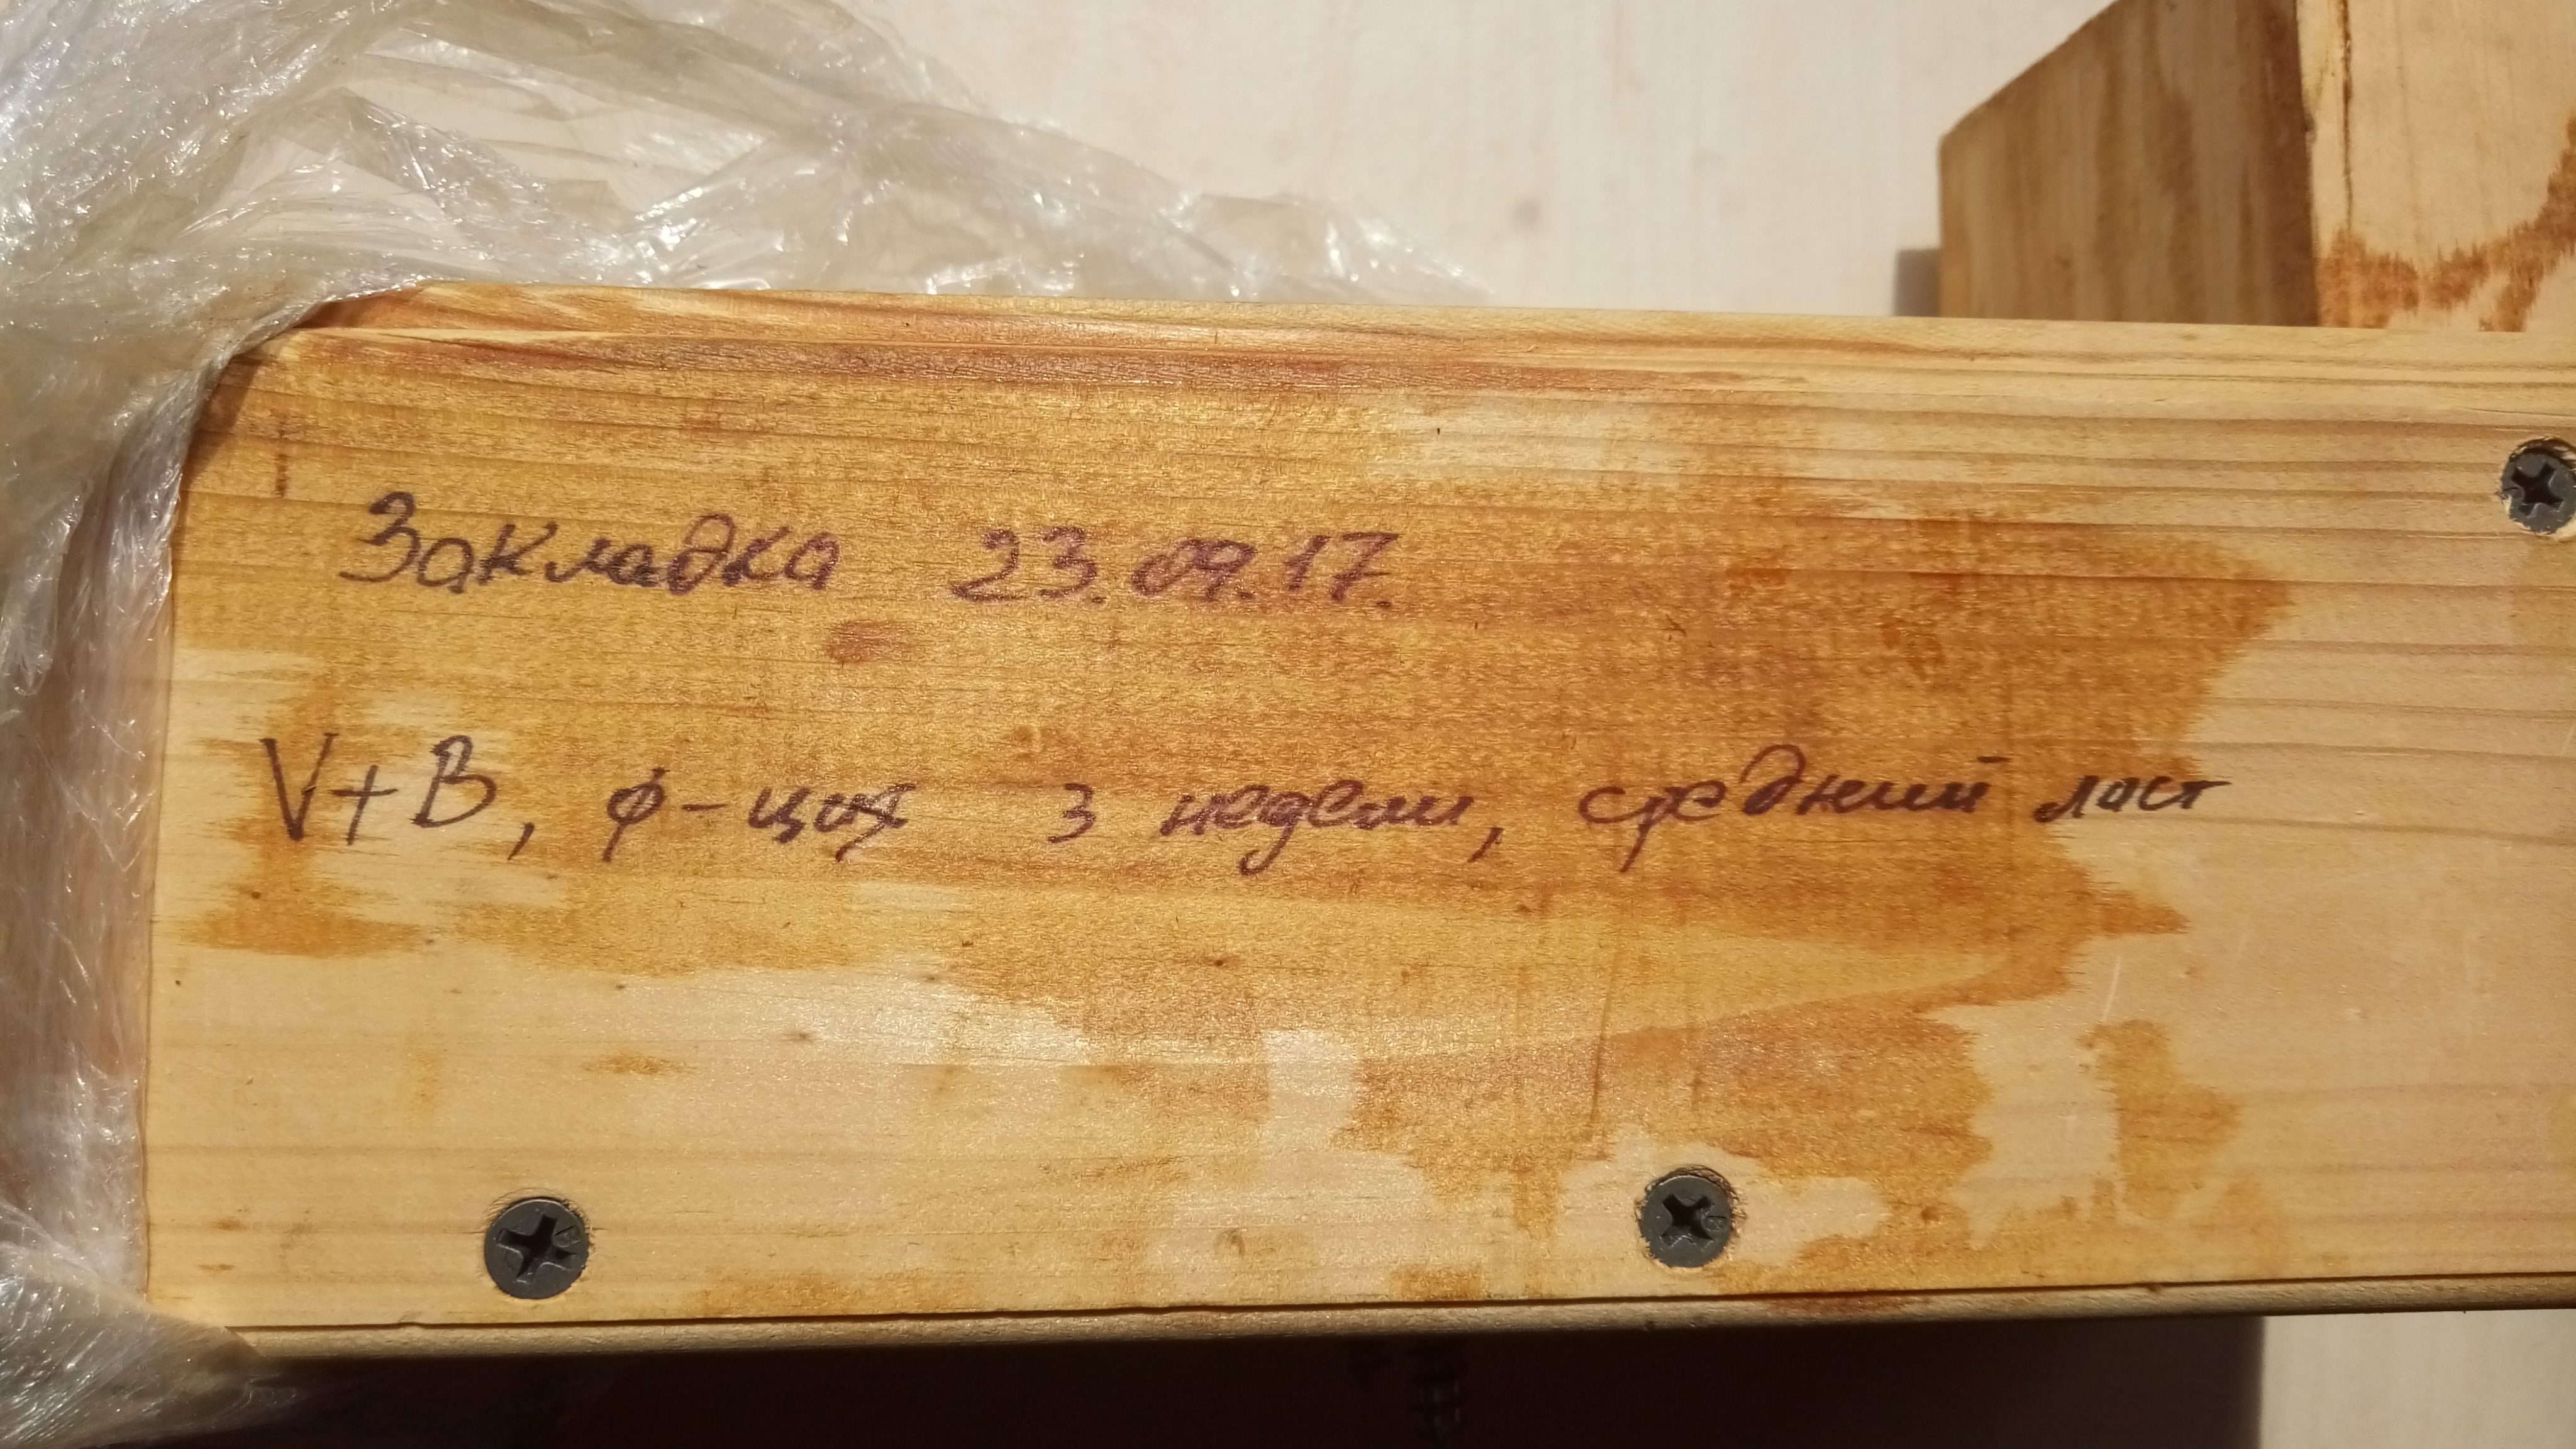 Закладка 23.09.17.
V+B, ф-ция 3 недели, средний лист